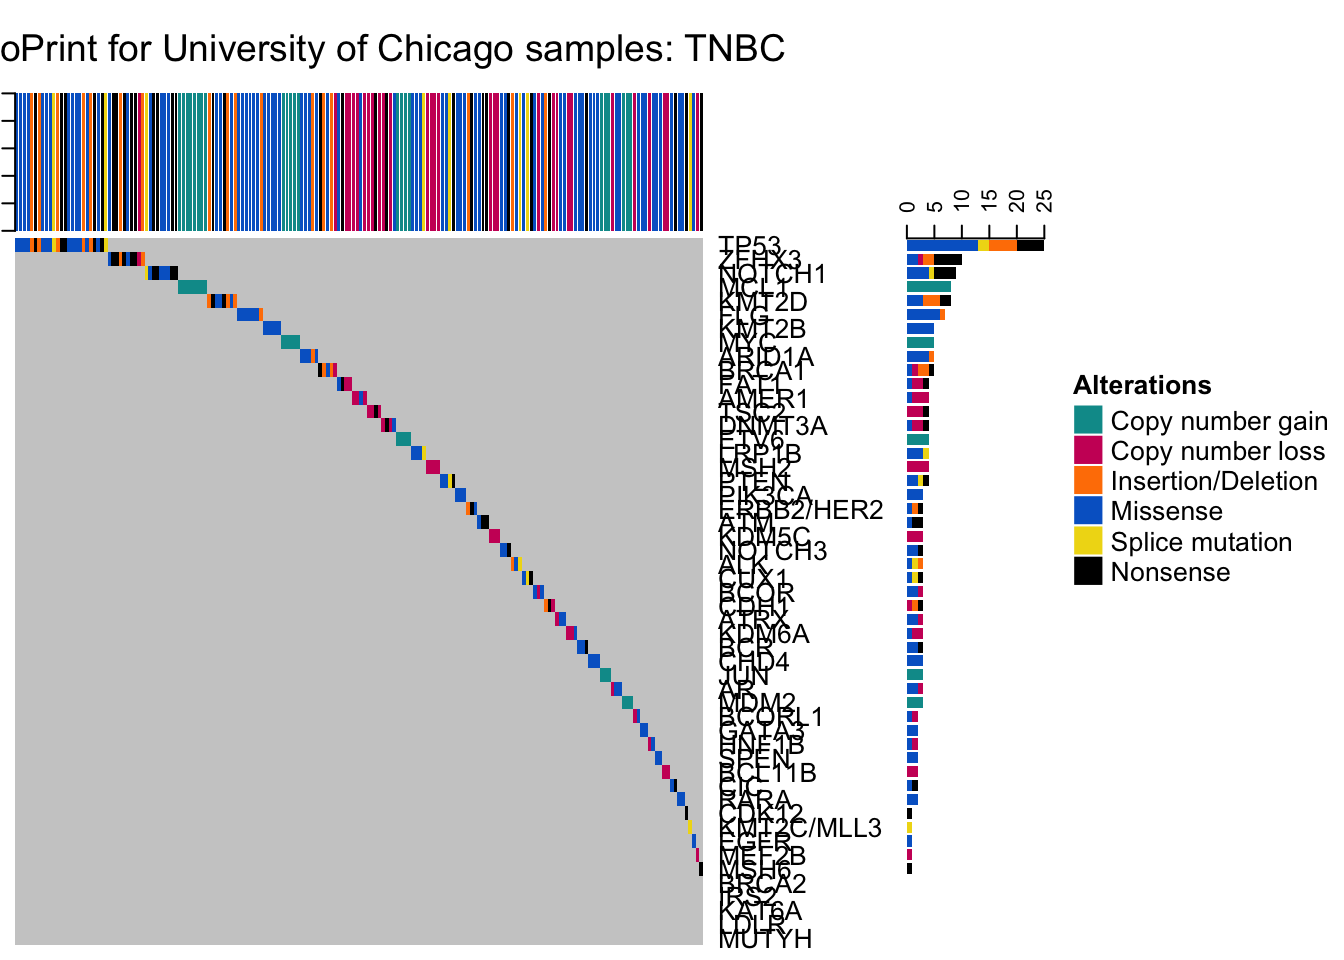 oPrint for University of Chicago samples: TNBC
0 5 10 15 20 25
TP53
ZFHX3
NOTCH1
MCL1
KMT2D
FLG
KMT2B
MYC
ARID1A
BRCA1
FAT1
AMER1
TSC2
DNMT3A
ETV6
LRP1B
MSH2
PTEN
PIK3CA
ERBB2/HER2
ATM
KDM5C
NOTCH3
ALK
CUX1
BCOR
CDH1
ATRX
KDM6A
BCR
CHD4
JUN
AR
MDM2
BCORL1
GATA3
HNF1B
SPEN
BCL11B
CIC
RARA
CDK12
KMT2C/MLL3
EGFR
MEF2B
MSH6
BRCA2
IRS2
KAT6A
LDLR
MUTYH
Alterations
Copy number gain
Copy number loss
Insertion/Deletion
Missense
Splice mutation
Nonsense